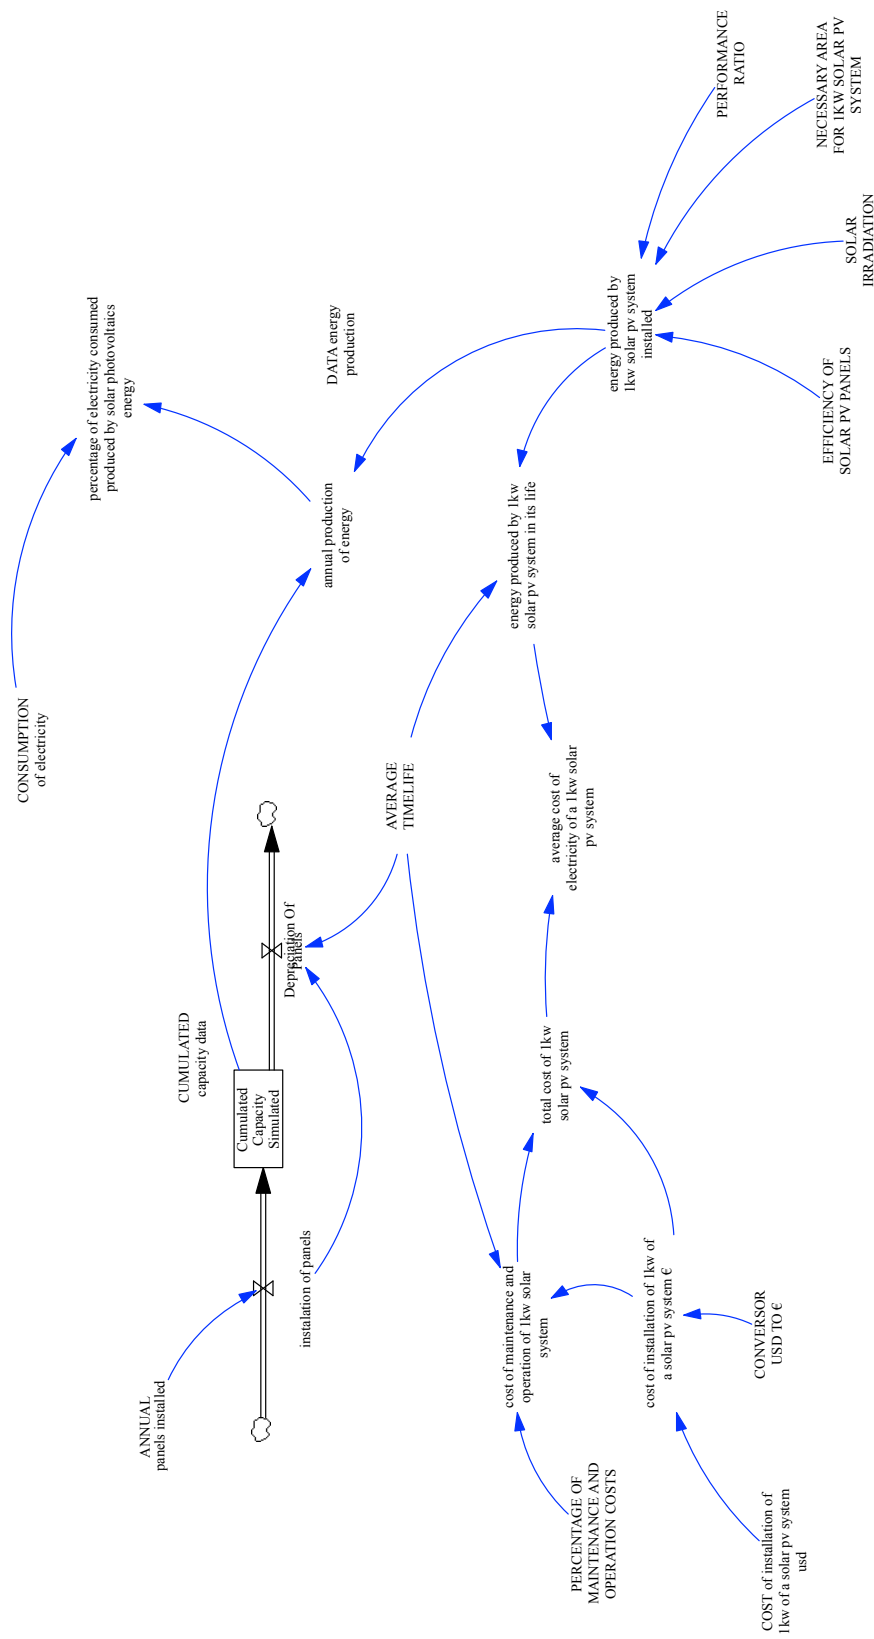 CONSUMPTION
of electricity
percentage of electricity consumed
produced by solar photovoltaics
energy
ANNUAL
panels installed
CUMULATED
capacity data
Cumulated
Capacity
Simulated
instalation of panels
Depreciation Of
Panels
annual production
of energy
DATA energy
production
AVERAGE
TIMELIFE
cost of maintenance and
operation of 1kw solar
system
total cost of 1kw
solar pv system
average cost of
electricity of a 1kw solar
pv system
energy produced by 1kw
solar pv system in its life
energy produced by
1kw solar pv system
installed
PERFORMANCE
RATIO
PERCENTAGE OF
MAINTENANCE AND
OPERATION COSTS
cost of installation of 1kw of
a solar pv system €
COST of installation of
1kw of a solar pv system
usd
CONVERSOR
USD TO €
EFFICIENCY OF
SOLAR PV PANELS
SOLAR
IRRADIATION
NECESSARY AREA
FOR 1KW SOLAR PV
SYSTEM